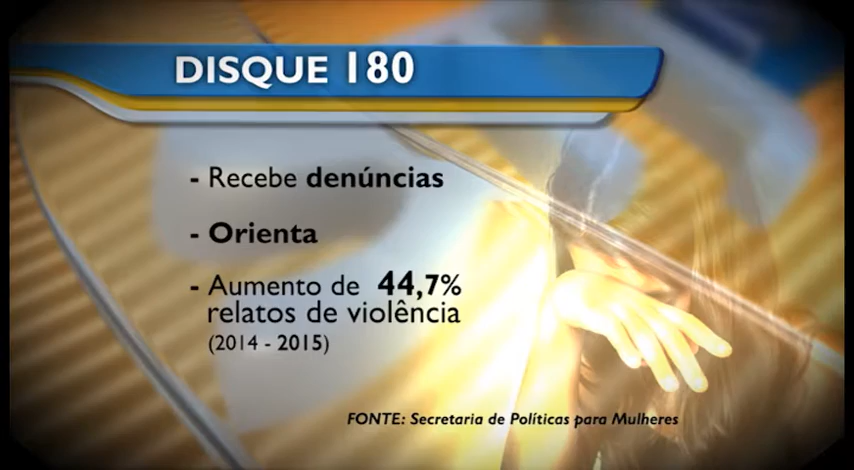 DISQUE 180
- Recebe denúncias
- Orienta
- Aumento de 44,7%
relatos de violência
(2014 - 2015)
FONTE: Secretaria de Políticas para Mulheres